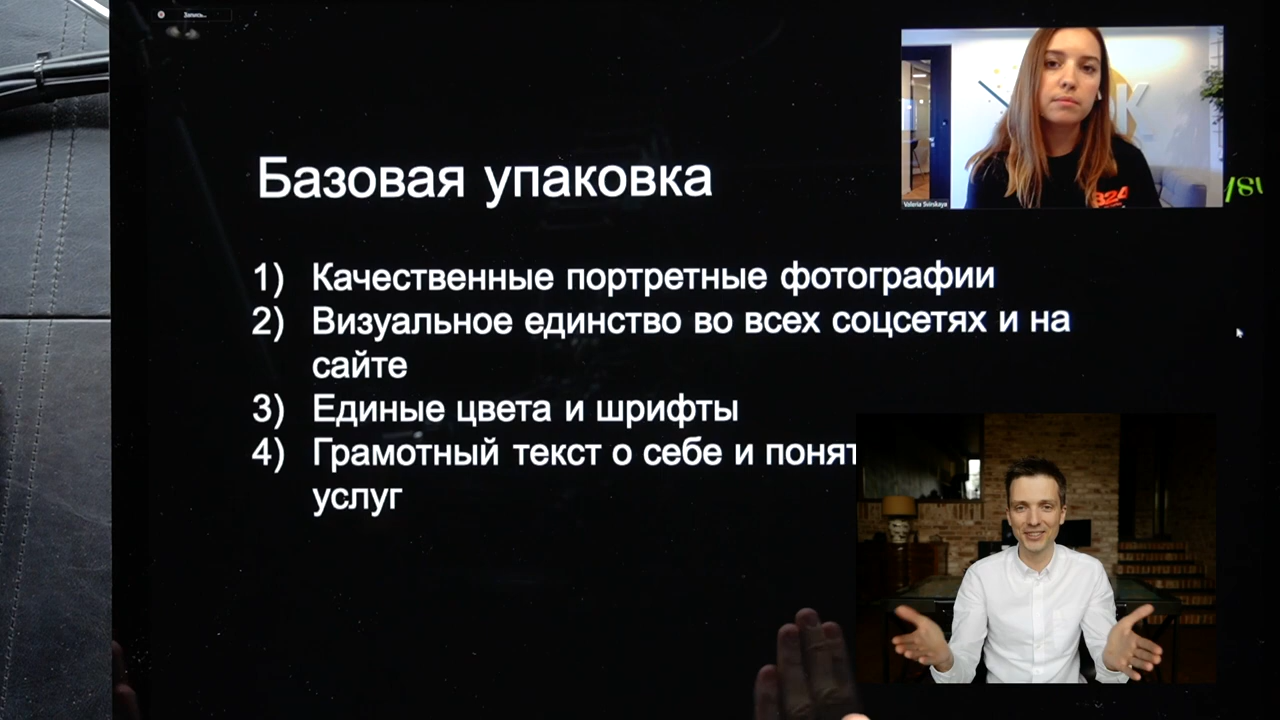 Запись...
Базовая упаковка
1) Качественные портретные фотографии
2) Визуальное единство во всех соцсетях и на
сайте
3) Единые цвета и шрифты
4) Грамотный текст о себе и понят
услуг
Valeria Svirskaya